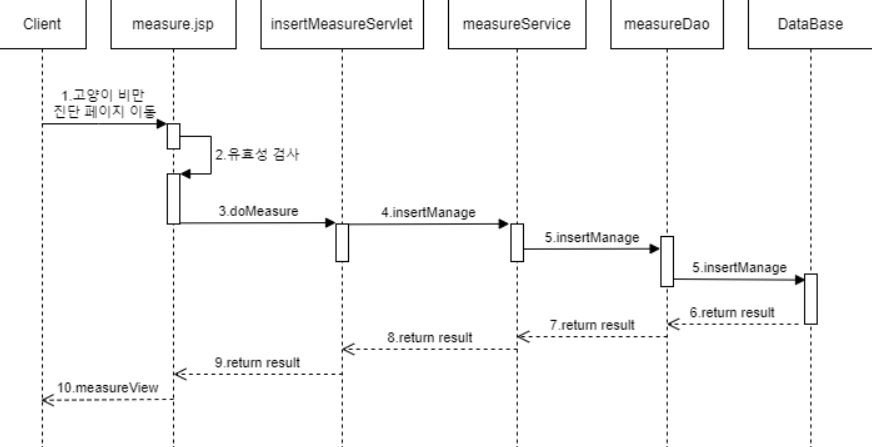 Client
measure.jsp
insertMeasureServlet
measureService
measureDao
DataBase
1.고양이 비만
진단 페이지 이동
2.유효성 검사
3.doMeasure
4.insertManage
5.insertManage
5.insertManage
6.return result
7.return result
8.return result
9.return result
10.measureView